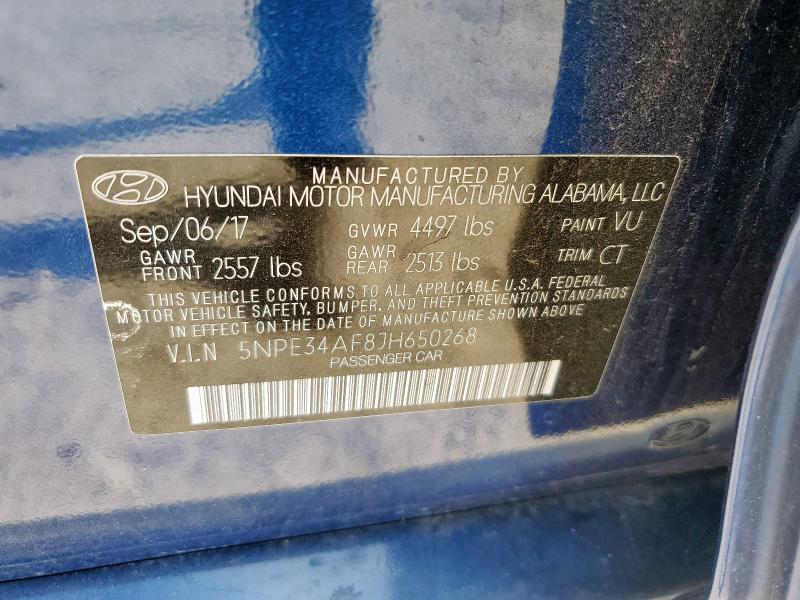 MANUFACTURED BY
HYUNDAI MOTOR MANUFACTURING ALABAMA, LLC
Sep/06/17 GVWR 4497 lbs PAINT VU
GAWR FRONT 2557 lbs GAWR REAR 2513 lbs TRIM CT
THIS VEHICLE CONFORMS TO ALL APPLICABLE U.S.A. FEDERAL
MOTOR VEHICLE SAFETY, BUMPER, AND THEFT PREVENTION STANDARDS
IN EFFECT ON THE DATE OF MANUFACTURE SHOWN ABOVE
V.I.N 5NPE34AF8JH650268
PASSENGER CAR